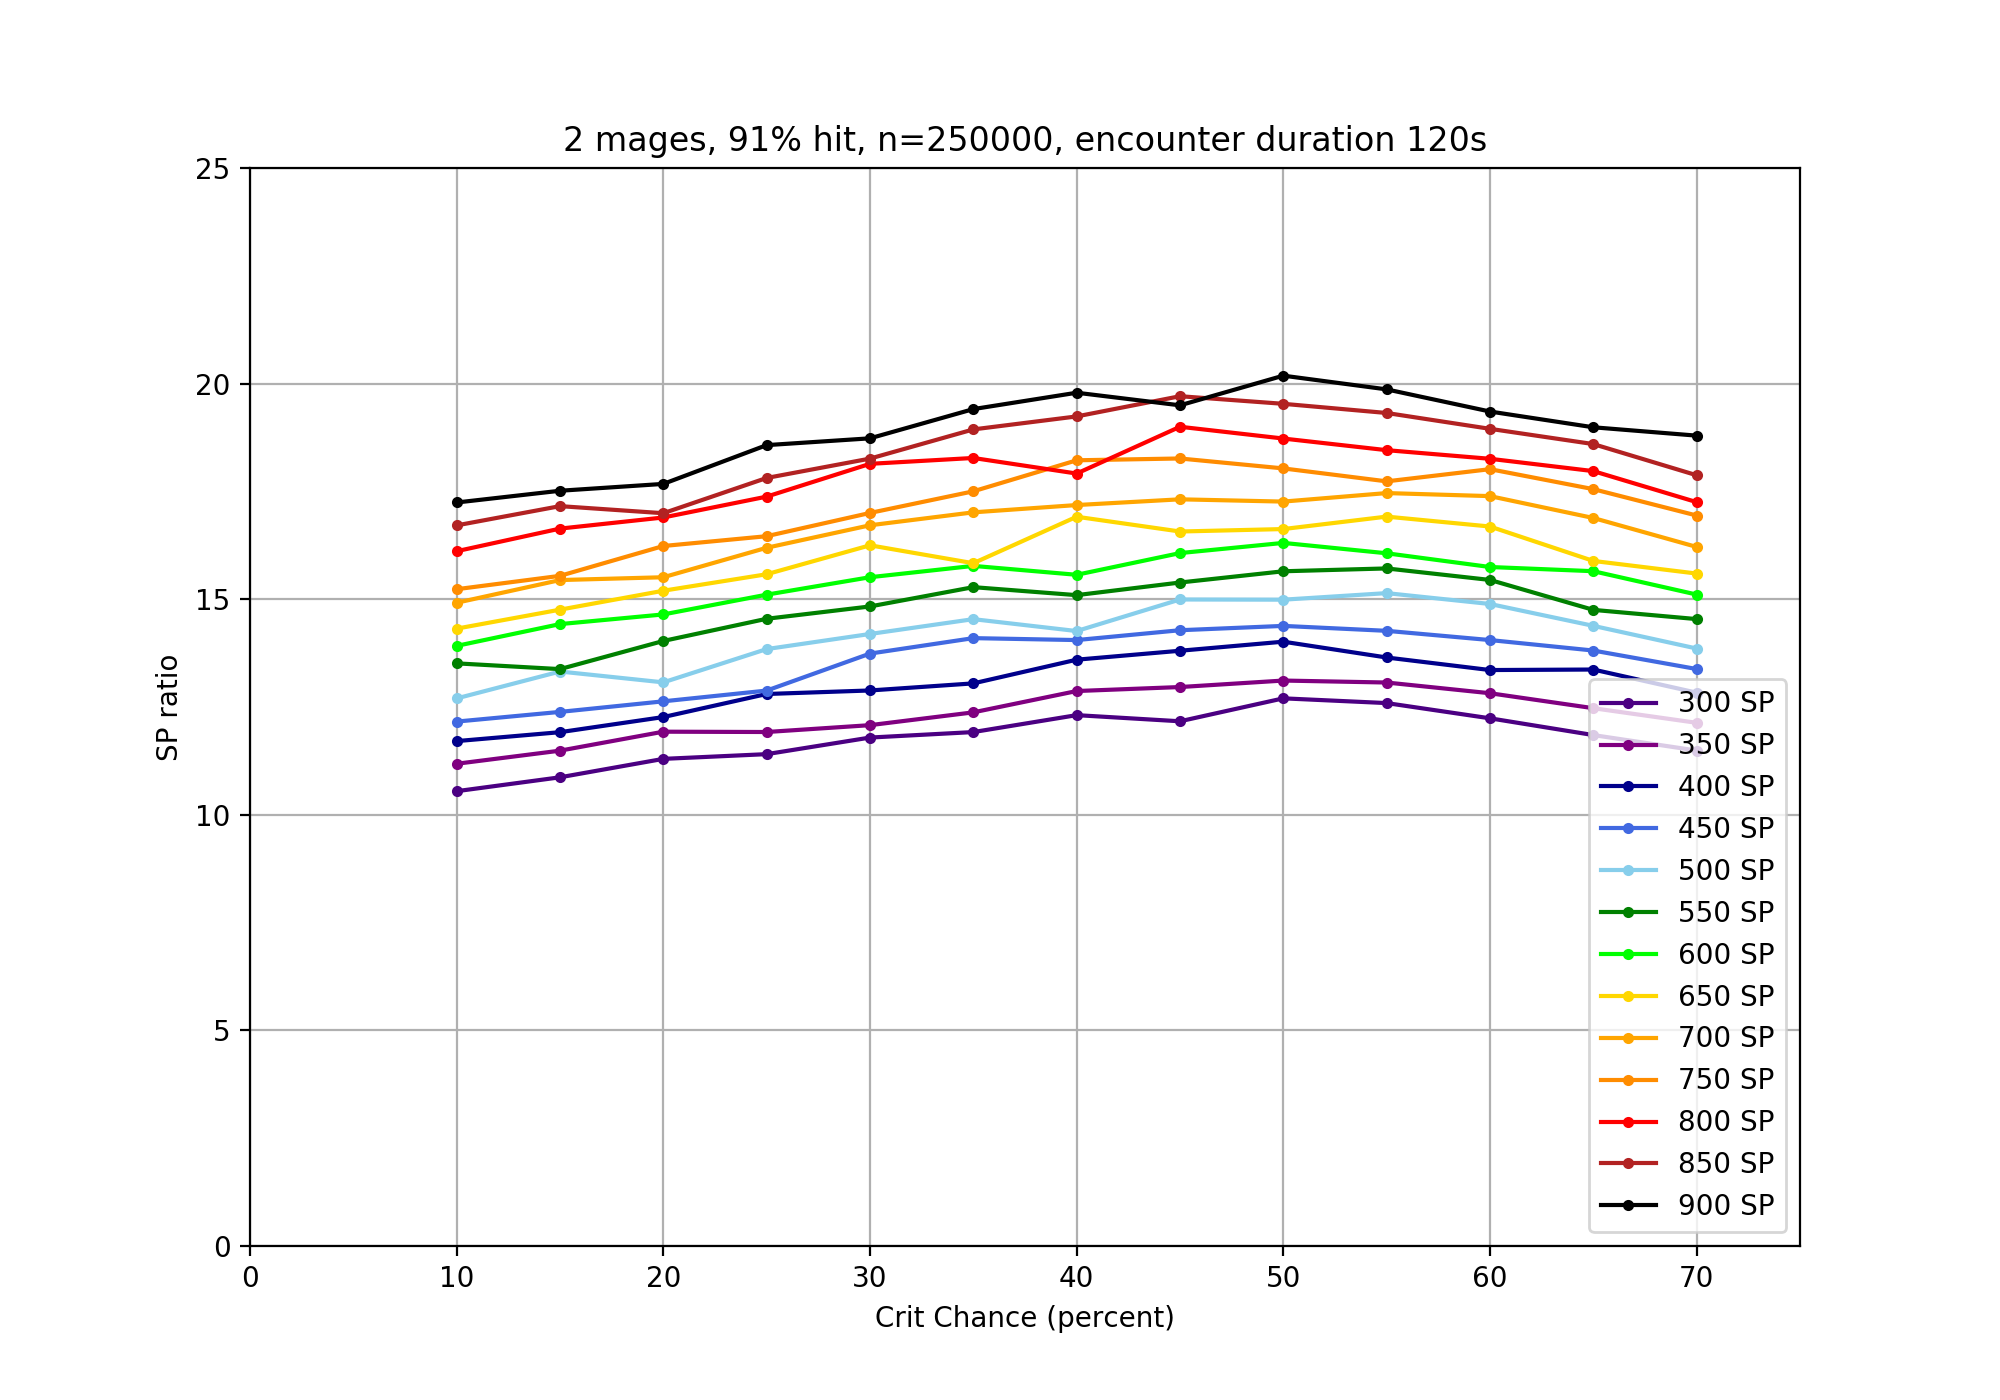 2 mages, 91% hit, n=250000, encounter duration 120s
25
20
15
10
5
0
SP ratio
0 10 20 30 40 50 60 70
Crit Chance (percent)
300 SP
350 SP
400 SP
450 SP
500 SP
550 SP
600 SP
650 SP
700 SP
750 SP
800 SP
850 SP
900 SP